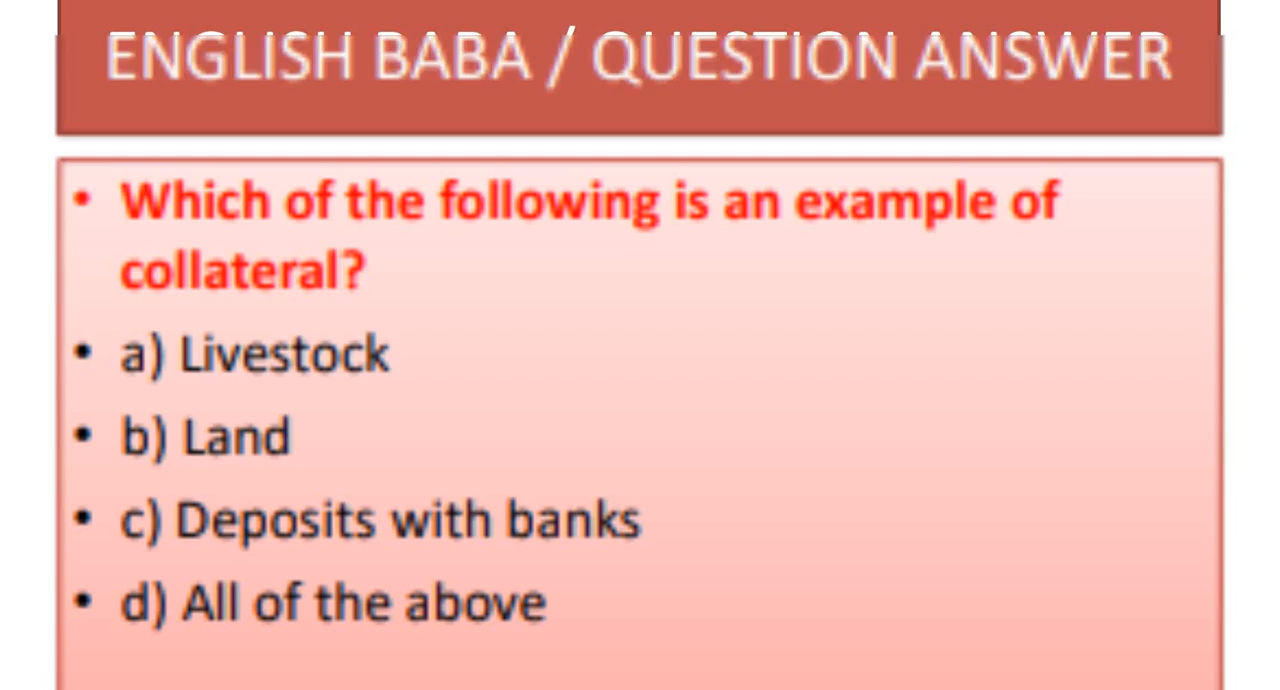 ENGLISH BABA / QUESTION ANSWER
• Which of the following is an example of
collateral?
• a) Livestock
• b) Land
• c) Deposits with banks
• d) All of the above